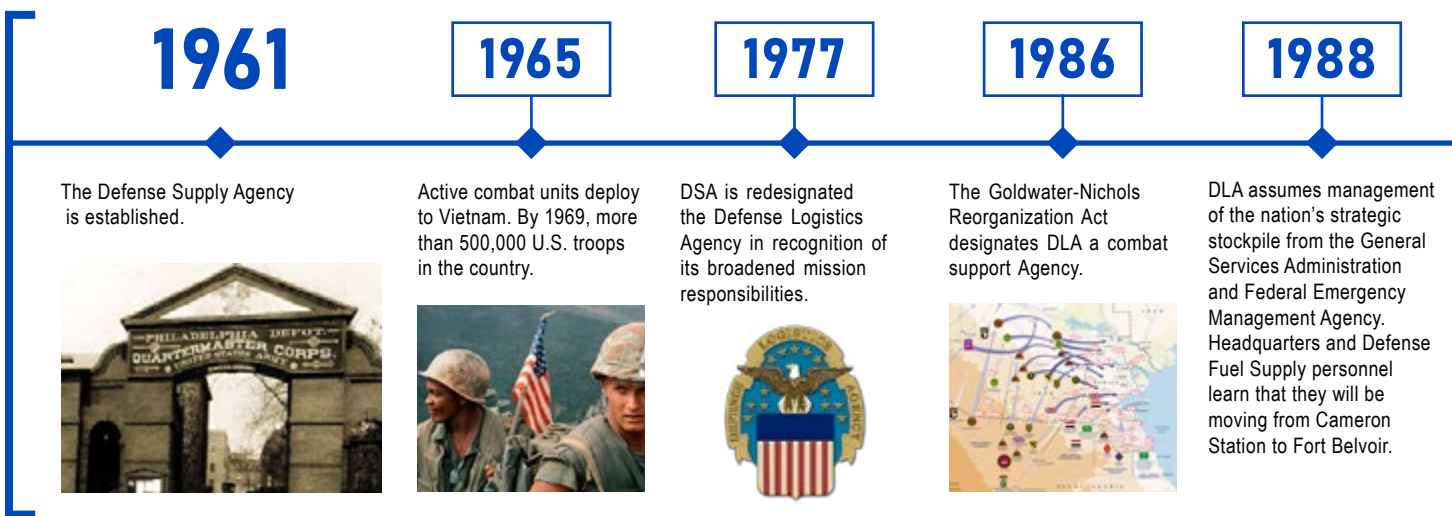 1961
The Defense Supply Agency
is established.
PHILADELPHIA DEPOT.
QUARTERMASTER CORPS.
UNITED STATES ARMY
1965
Active combat units deploy
to Vietnam. By 1969, more
than 500,000 U.S. troops
in the country.
1977
DSA is redesignated
the Defense Logistics
Agency in recognition of
its broadened mission
responsibilities.
DEFENSE LOGISTICS AGENCY
1986
The Goldwater-Nichols
Reorganization Act
designates DLA a combat
support Agency.
1988
DLA assumes management
of the nation’s strategic
stockpile from the General
Services Administration
and Federal Emergency
Management Agency.
Headquarters and Defense
Fuel Supply personnel
learn that they will be
moving from Cameron
Station to Fort Belvoir.